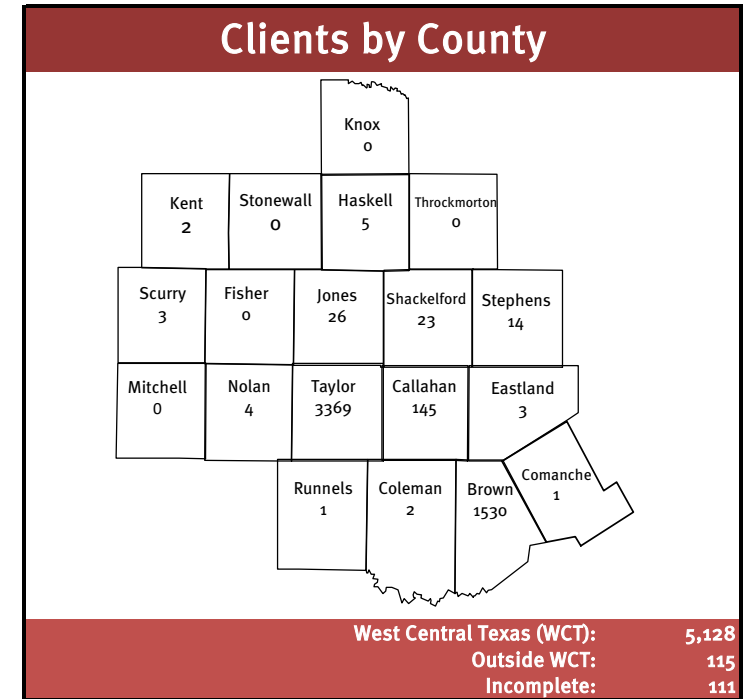 Clients by County
Knox
0
Kent
2
Stonewall
0
Haskell
5
Throckmorton
0
Scurry
3
Fisher
0
Jones
26
Shackelford
23
Stephens
14
Mitchell
0
Nolan
4
Taylor
3369
Callahan
145
Eastland
3
Runnels
1
Coleman
2
Brown
1530
Comanche
1
West Central Texas (WCT): 5,128
Outside WCT: 115
Incomplete: 111